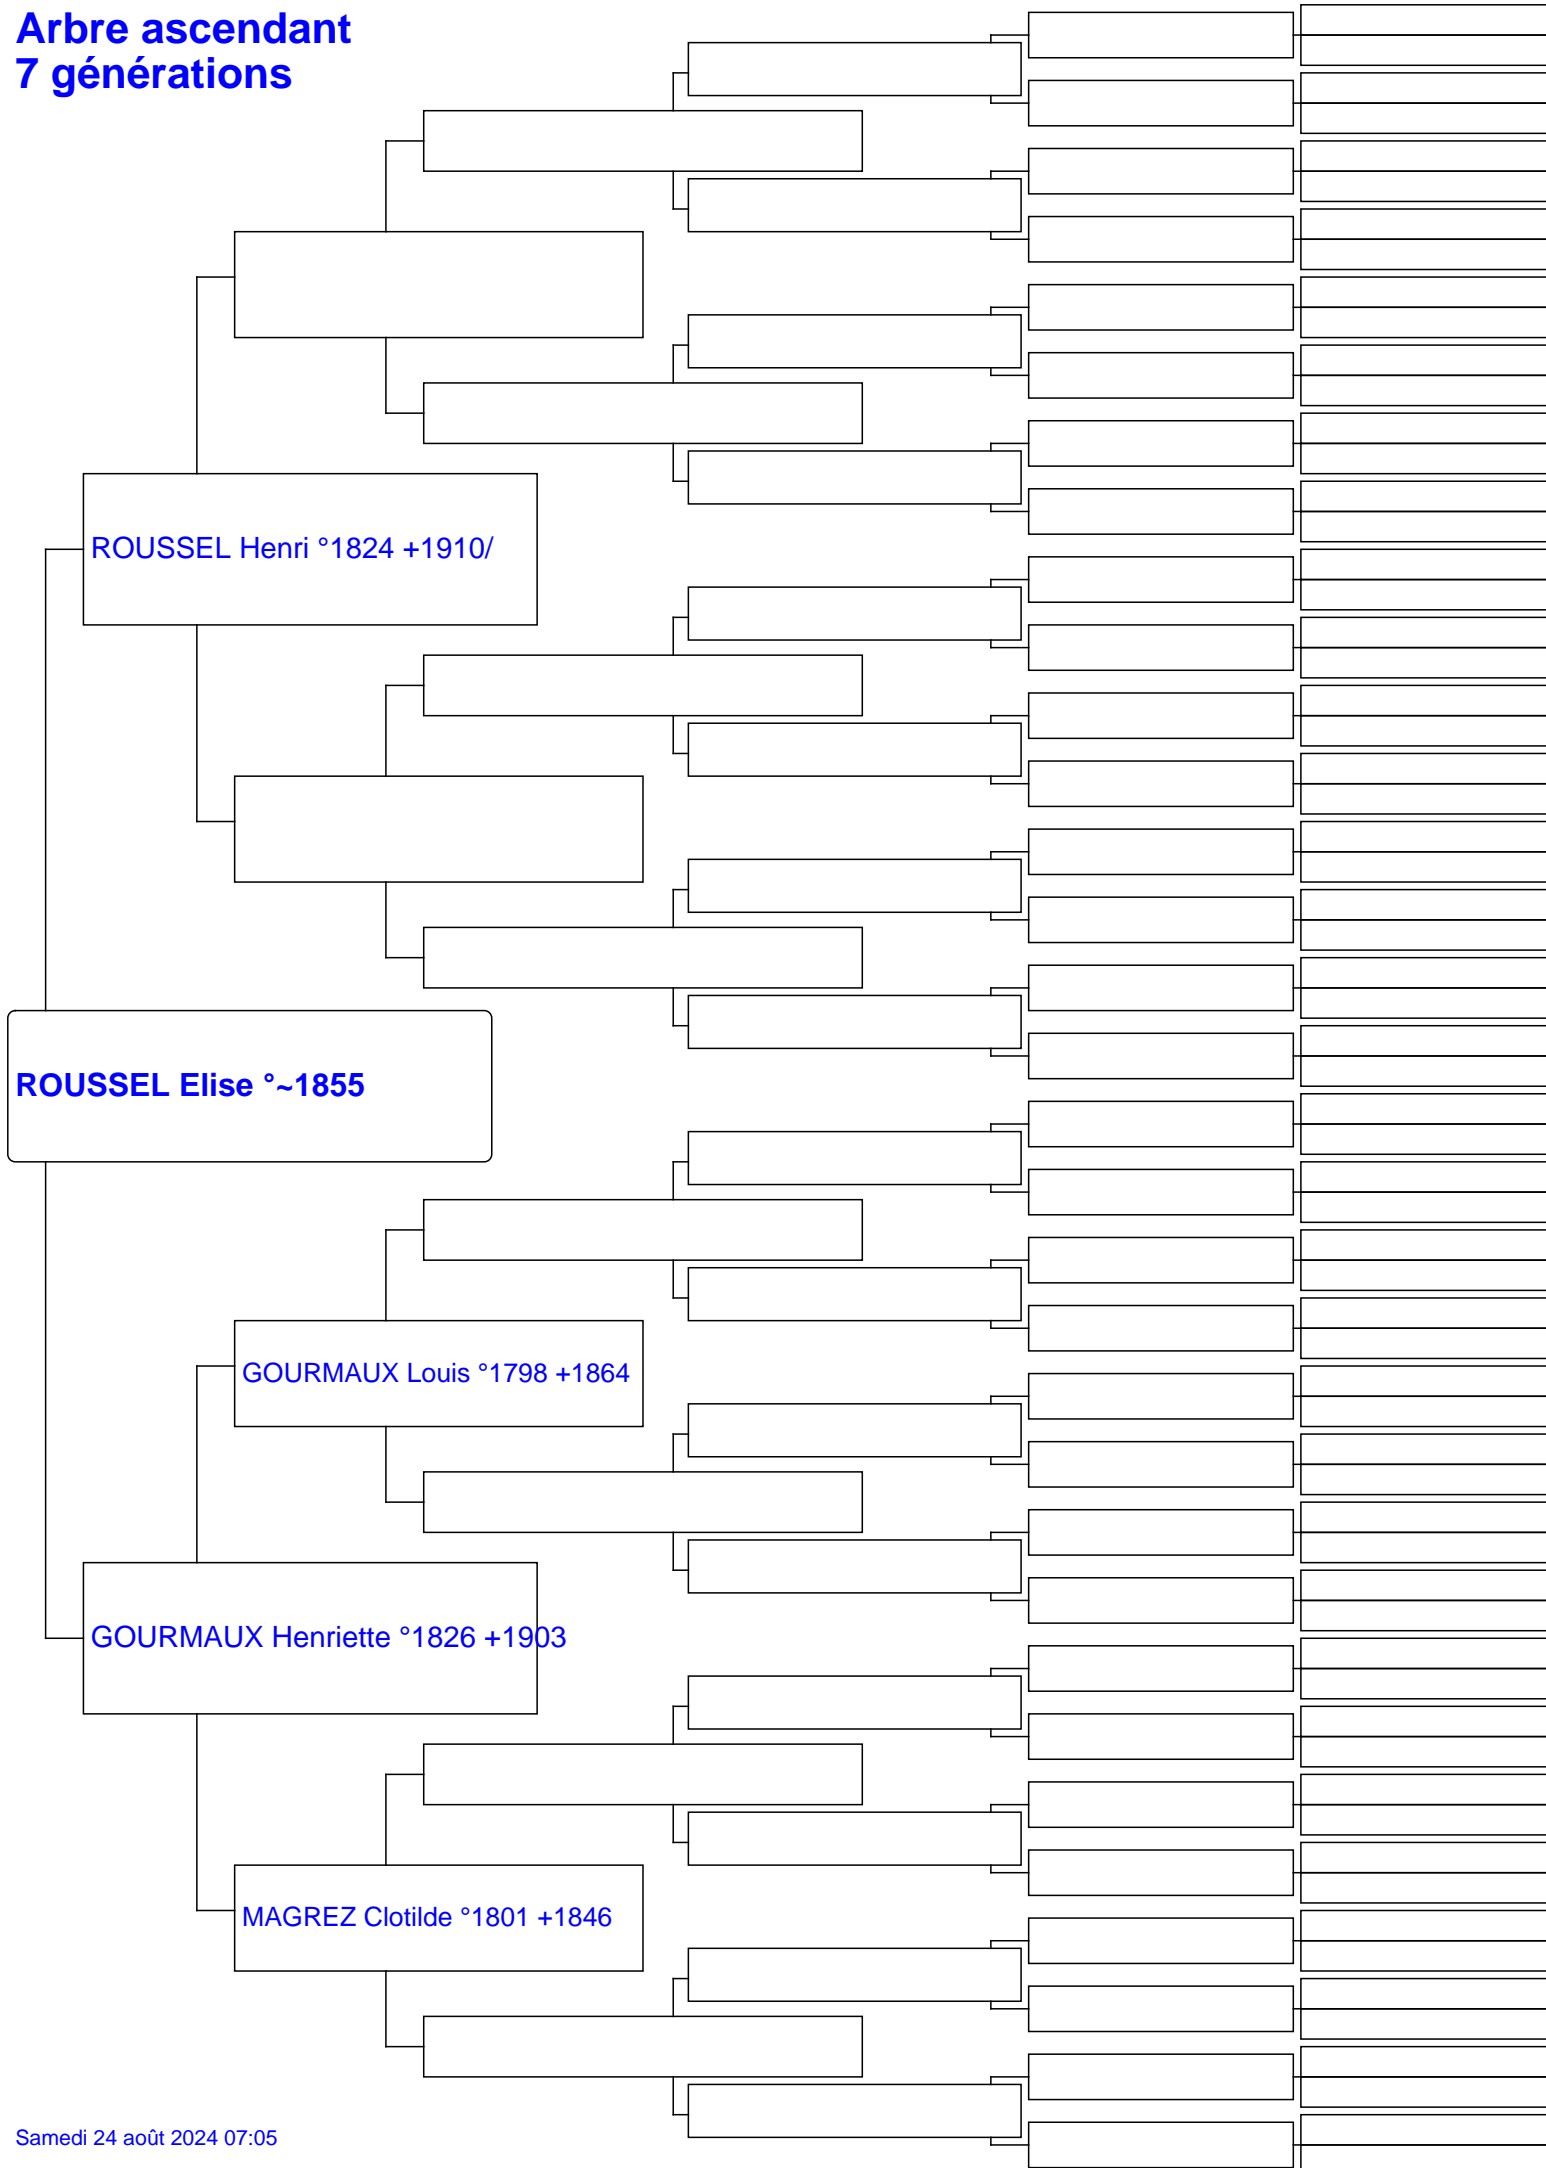 Arbre ascendant
7 générations
ROUSSEL Henri °1824 +1910/
ROUSSEL Elise °~1855
GOURMAUX Louis °1798 +1864
GOURMAUX Henriette °1826 +1903
MAGREZ Clotilde °1801 +1846
Samedi 24 août 2024 07:05